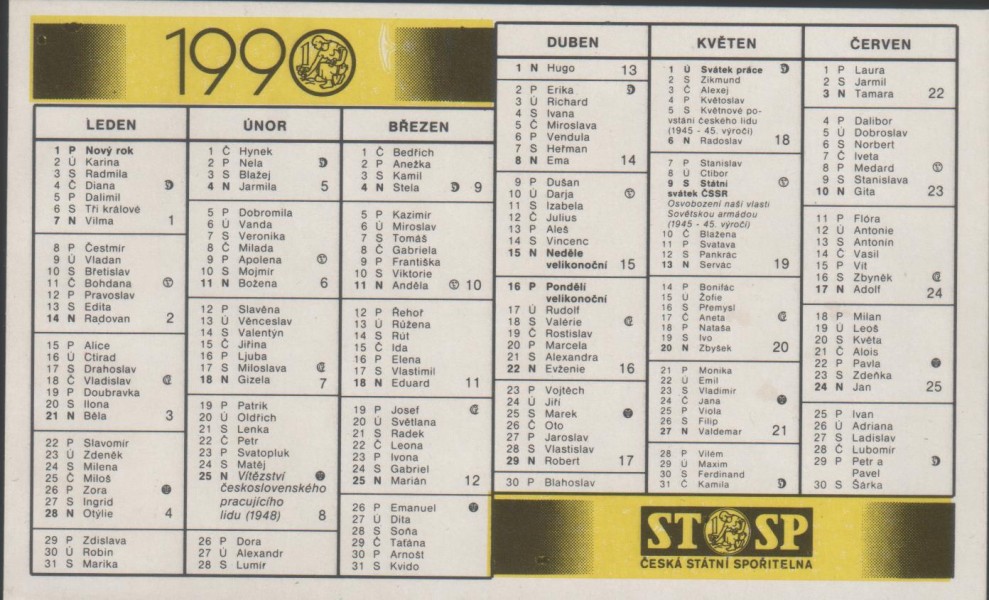 1990
LEDEN
1 P Nový rok
2 Ú Karina
3 S Radmila
4 Č Diana
5 P Dalimil
6 S Tří králové
7 N Vilma 1
8 P Čestmír
9 Ú Vladan
10 S Břetislav
11 Č Bohdana
12 P Pravoslav
13 S Edita
14 N Radovan 2
15 P Alice
16 Ú Ctirad
17 S Drahoslav
18 Č Vladislav
19 P Doubravka
20 S Ilona
21 N Běla 3
22 P Slavomír
23 Ú Zdeněk
24 S Milena
25 Č Miloš
26 P Zora
27 S Ingrid
28 N Otýlie 4
29 P Zdislava
30 Ú Robin
31 S Marika
ÚNOR
1 Č Hynek
2 P Nela
3 S Blažej
4 N Jarmila 5
5 P Dobromila
6 Ú Vanda
7 S Veronika
8 Č Milada
9 P Apolena
10 S Mojmír
11 N Božena 6
12 P Slavěna
13 Ú Věnceslav
14 S Valentýn
15 Č Jiřina
16 P Ljuba
17 S Miloslava
18 N Gizela 7
19 P Patrik
20 Ú Oldřich
21 S Lenka
22 Č Petr
23 P Svatopluk
24 S Matěj
25 N Vítězství
československého
pracujícího
lidu (1948) 8
26 P Dora
27 Ú Alexandr
28 S Lumír
BŘEZEN
1 Č Bedřich
2 P Anežka
3 S Kamil
4 N Stela 9
5 P Kazimír
6 Ú Miroslav
7 S Tomáš
8 Č Gabriela
9 P Františka
10 S Viktorie
11 N Anděla 10
12 P Řehoř
13 Ú Růžena
14 S Rút
15 Č Ida
16 P Elena
17 S Vlastimil
18 N Eduard 11
19 P Josef
20 Ú Světlana
21 S Radek
22 Č Leona
23 P Ivona
24 S Gabriel
25 N Marián 12
26 P Emanuel
27 Ú Dita
28 S Soňa
29 Č Taťána
30 P Arnošt
31 S Kvido
DUBEN
1 N Hugo 13
2 P Erika
3 Ú Richard
4 S Ivana
5 Č Miroslava
6 P Vendula
7 S Heřman
8 N Ema 14
9 P Dušan
10 Ú Darja
11 S Izabela
12 Č Julius
13 P Aleš
14 S Vincenc
15 N Neděle
velikonoční 15
16 P Pondělí
velikonoční
17 Ú Rudolf
18 S Valérie
19 Č Rostislav
20 P Marcela
21 S Alexandra
22 N Evženie 16
23 P Vojtěch
24 Ú Jiří
25 S Marek
26 Č Oto
27 P Jaroslav
28 S Vlastislav
29 N Robert 17
30 P Blahoslav
KVĚTEN
1 Ú Svátek práce
2 S Zikmund
3 Č Alexej
4 P Květoslav
5 S Květnové po-
vstání českého lidu
(1945 - 45. výročí)
6 N Radoslav 18
7 P Stanislav
8 Ú Ctibor
9 S Státní
svátek ČSSR
Osvobození naší vlasti
Sovětskou armádou
(1945 - 45. výročí)
10 Č Blažena
11 P Svatava
12 S Pankrác
13 N Servác 19
14 P Bonifác
15 Ú Žofie
16 S Přemysl
17 Č Aneta
18 P Nataša
19 S Ivo
20 N Zbyšek 20
21 P Monika
22 Ú Emil
23 S Vladimír
24 Č Jana
25 P Viola
26 S Filip
27 N Valdemar 21
28 P Vilém
29 Ú Maxim
30 S Ferdinand
31 Č Kamila
ČERVEN
1 P Laura
2 S Jarmil
3 N Tamara 22
4 P Dalibor
5 Ú Dobroslav
6 S Norbert
7 Č Iveta
8 P Medard
9 S Stanislava
10 N Gita 23
11 P Flóra
12 Ú Antonie
13 S Antonín
14 Č Vasil
15 P Vít
16 S Zbyněk
17 N Adolf 24
18 P Milan
19 Ú Leoš
20 S Květa
21 Č Alois
22 P Pavla
23 S Zdeňka
24 N Jan 25
25 P Ivan
26 Ú Adriana
27 S Ladislav
28 Č Lubomír
29 P Petr a
Pavel
30 S Šárka
ST SP
ČESKÁ STÁTNÍ SPOŘITELNA